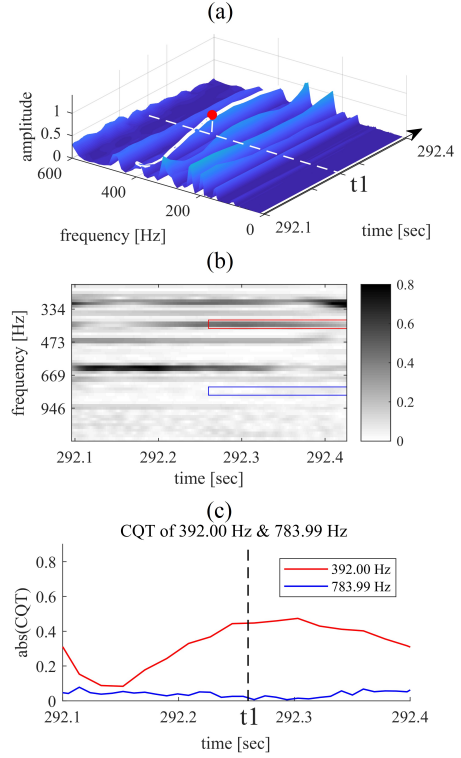 (a)
amplitude
1
0.5
0
600
400
200
0
frequency [Hz]
292.1
292.4
t1
time [sec]
(b)
frequency [Hz]
334
473
669
946
292.1
292.2
292.3
292.4
time [sec]
0.8
0.6
0.4
0.2
0
(c)
CQT of 392.00 Hz & 783.99 Hz
abs(CQT)
0.8
0.6
0.4
0.2
0
392.00 Hz
783.99 Hz
292.1
292.2
t1
292.3
292.4
time [sec]